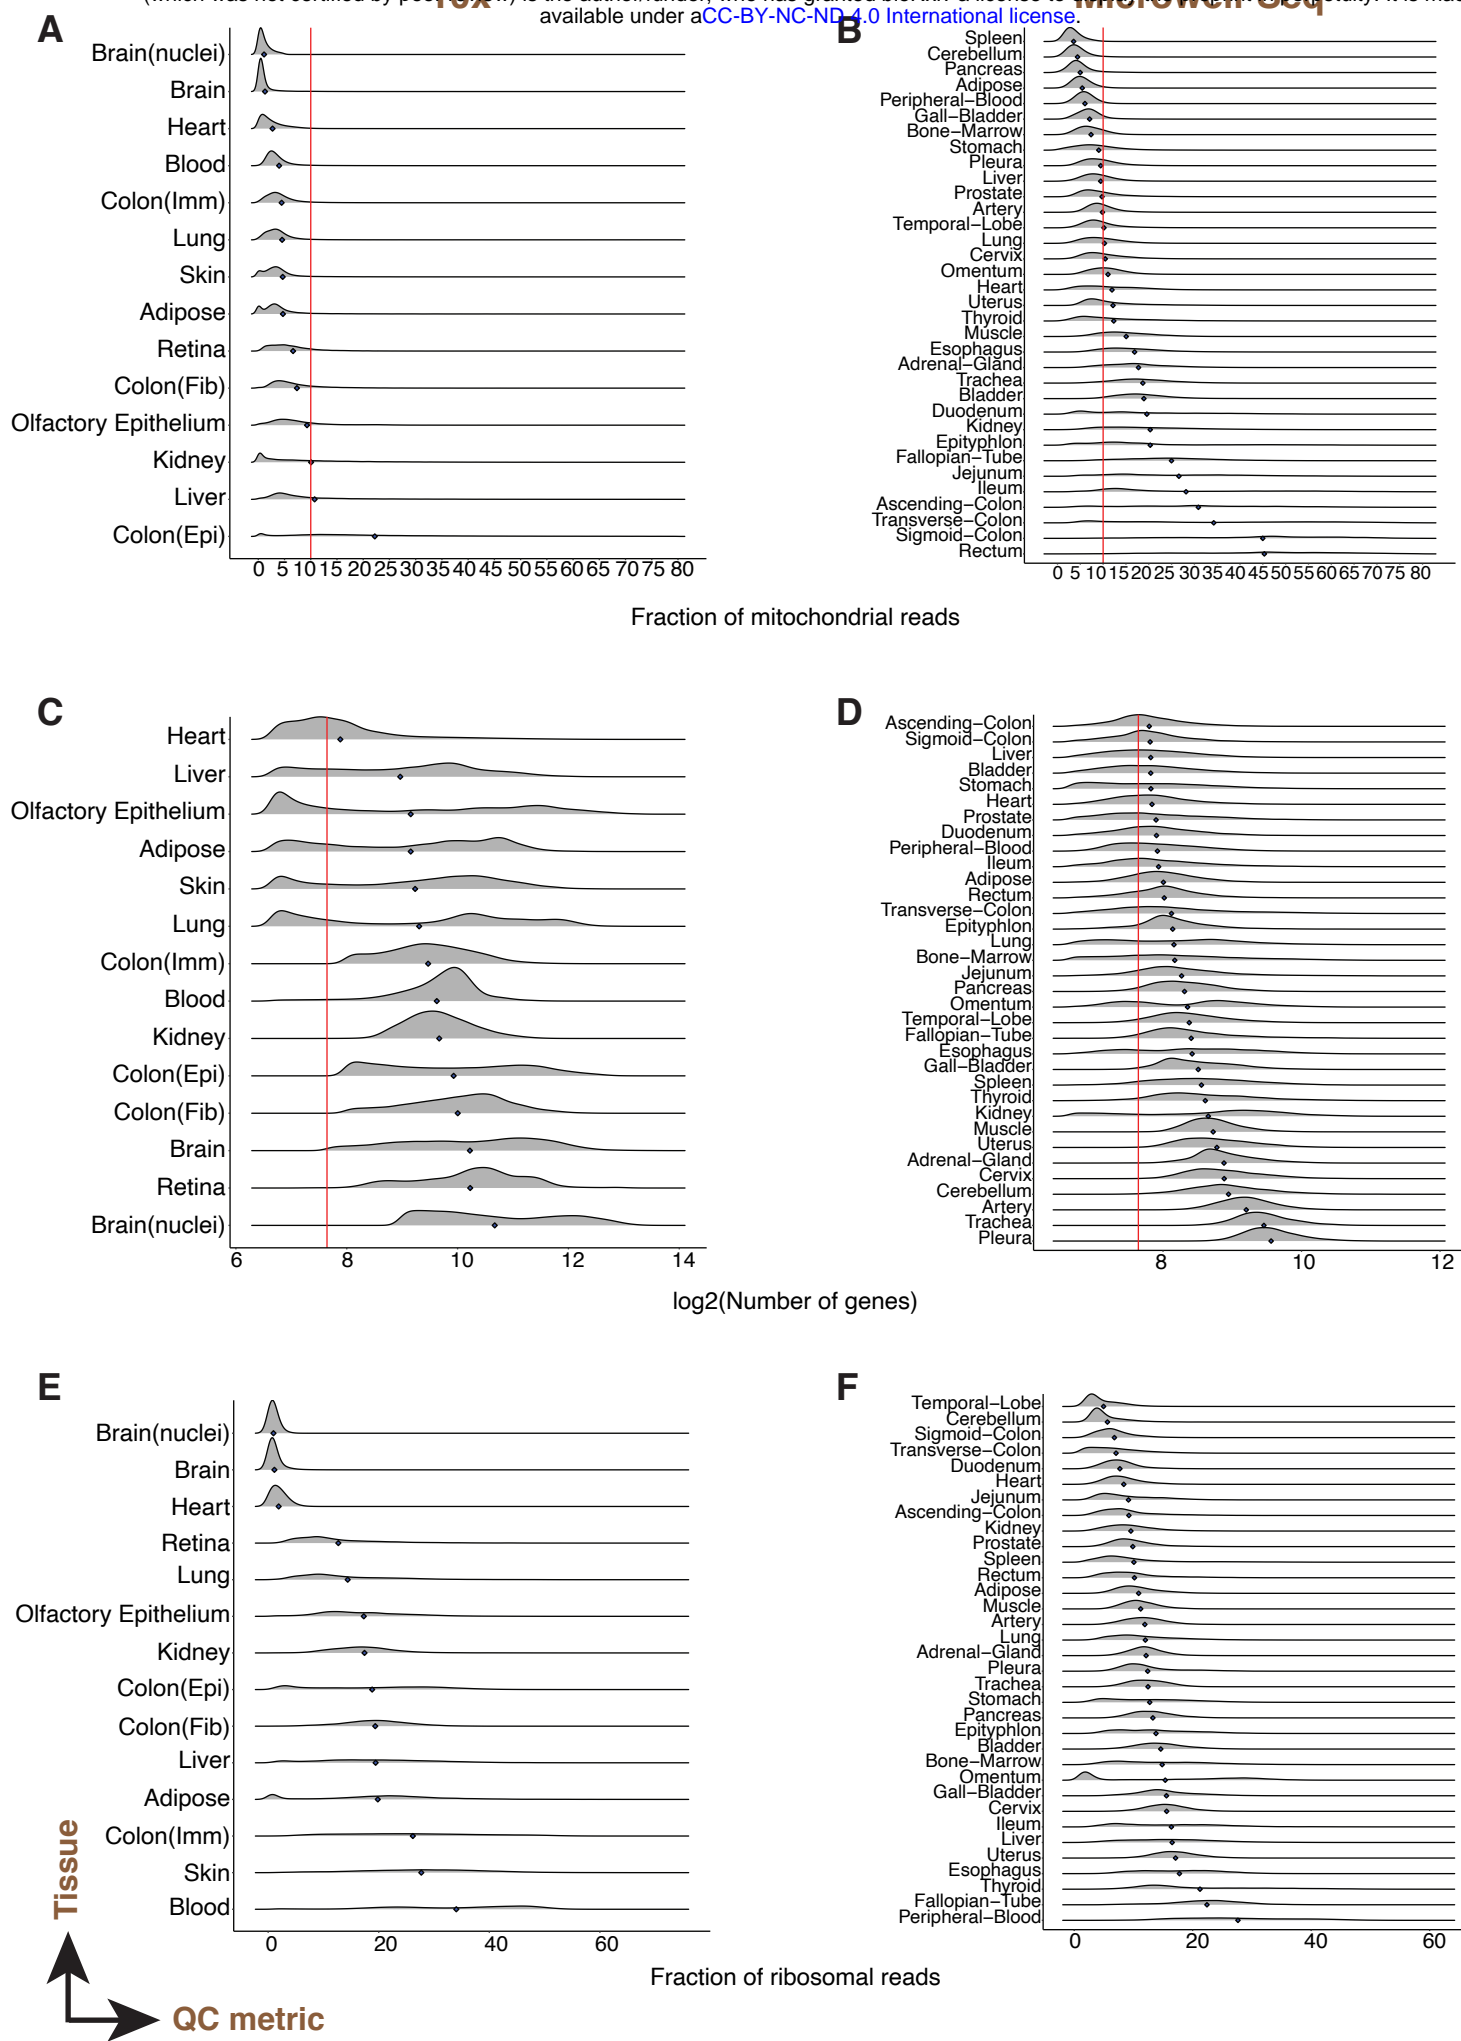 available under aCC-BY-NC-ND 4.0 International license.
A
Brain(nuclei)
Brain
Heart
Blood
Colon(Imm)
Lung
Skin
Adipose
Retina
Colon(Fib)
Olfactory Epithelium
Kidney
Liver
Colon(Epi)
0 5 10 15 20 25 30 35 40 45 50 55 60 65 70 75 80
B
Spleen
Cerebellum
Pancreas
Adipose
Peripheral−Blood
Gall−Bladder
Bone−Marrow
Stomach
Pleura
Liver
Prostate
Artery
Temporal−Lobe
Lung
Cervix
Omentum
Heart
Uterus
Thyroid
Muscle
Esophagus
Adrenal−Gland
Trachea
Bladder
Duodenum
Kidney
Epityphlon
Fallopian−Tube
Jejunum
Ileum
Ascending−Colon
Transverse−Colon
Sigmoid−Colon
Rectum
0 5 10 15 20 25 30 35 40 45 50 55 60 65 70 75 80
Fraction of mitochondrial reads
C
Heart
Liver
Olfactory Epithelium
Adipose
Skin
Lung
Colon(Imm)
Blood
Kidney
Colon(Epi)
Colon(Fib)
Brain
Retina
Brain(nuclei)
6 8 10 12 14
D
Ascending−Colon
Sigmoid−Colon
Liver
Bladder
Stomach
Heart
Prostate
Duodenum
Peripheral−Blood
Ileum
Adipose
Rectum
Transverse−Colon
Epityphlon
Lung
Bone−Marrow
Jejunum
Pancreas
Omentum
Temporal−Lobe
Fallopian−Tube
Esophagus
Gall−Bladder
Spleen
Thyroid
Kidney
Muscle
Uterus
Adrenal−Gland
Cervix
Cerebellum
Artery
Trachea
Pleura
8 10 12
log2(Number of genes)
E
Brain(nuclei)
Brain
Heart
Retina
Lung
Olfactory Epithelium
Kidney
Colon(Epi)
Colon(Fib)
Liver
Adipose
Colon(Imm)
Skin
Blood
0 20 40 60
F
Temporal−Lobe
Cerebellum
Sigmoid−Colon
Transverse−Colon
Duodenum
Heart
Jejunum
Ascending−Colon
Kidney
Prostate
Spleen
Rectum
Adipose
Muscle
Artery
Lung
Adrenal−Gland
Pleura
Trachea
Stomach
Pancreas
Epityphlon
Bladder
Bone−Marrow
Omentum
Gall−Bladder
Cervix
Ileum
Liver
Uterus
Esophagus
Thyroid
Fallopian−Tube
Peripheral−Blood
0 20 40 60
Fraction of ribosomal reads
Tissue
QC metric